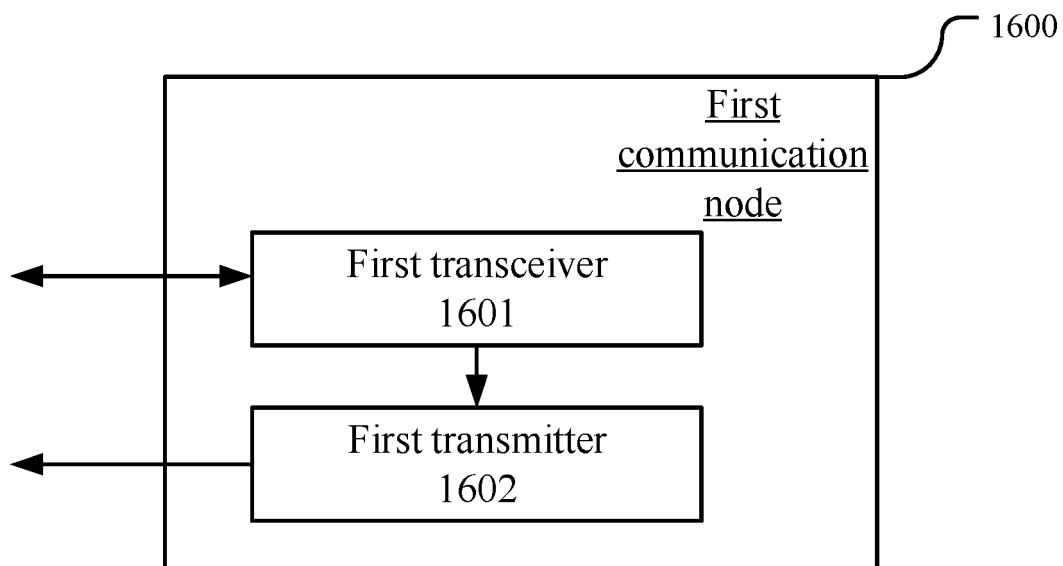 1600
First
communication
node
First transceiver
1601
First transmitter
1602